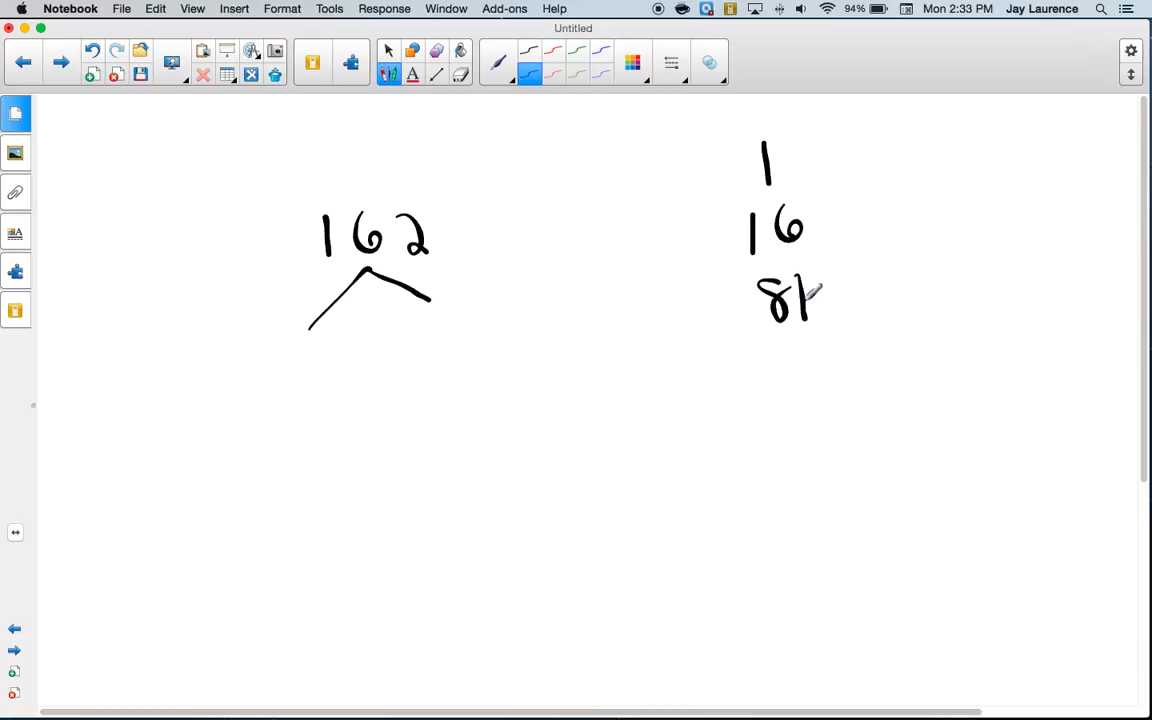 Notebook File Edit View Insert Format Tools Response Window Add-ons Help 94% Mon 2:33 PM Jay Laurence
Untitled
A
1
162
16
81